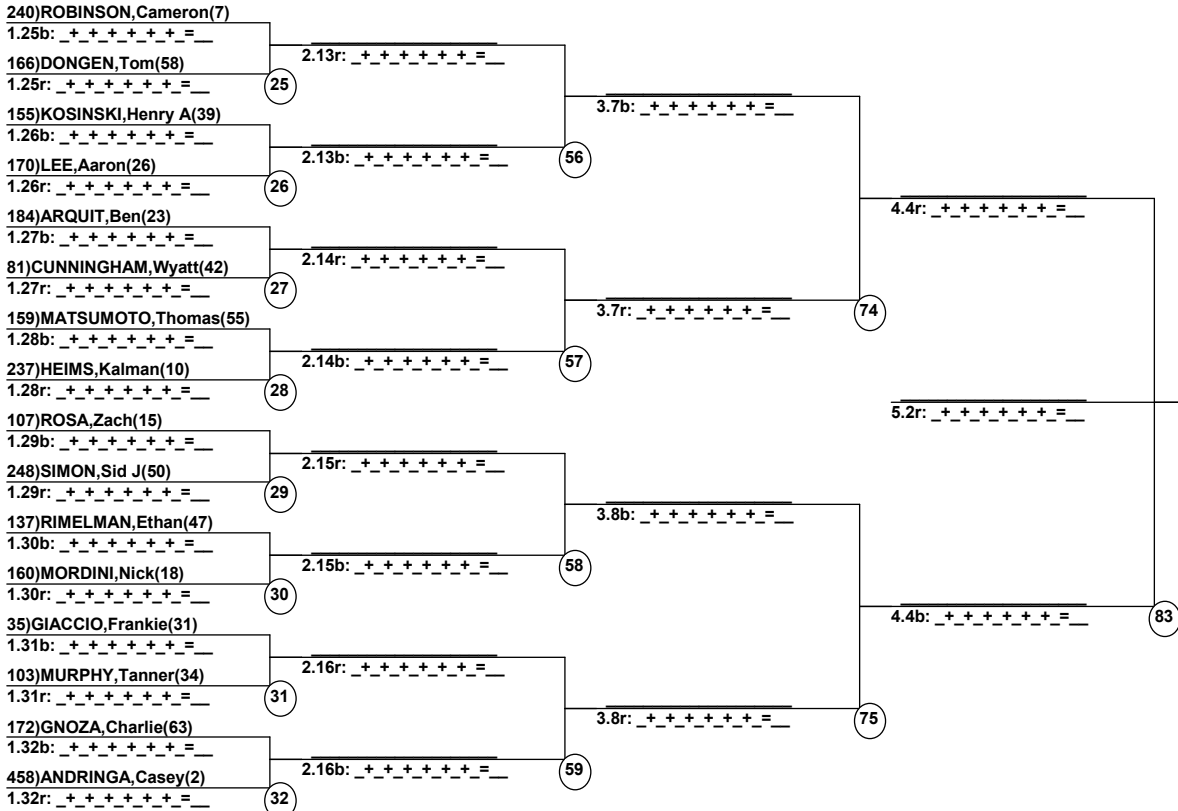 240)ROBINSON,Cameron(7)
1.25b: _+_+_+_+_+_+_=__
2.13r: _+_+_+_+_+_+_=__
166)DONGEN,Tom(58)
1.25r: _+_+_+_+_+_+_=__
25
3.7b: _+_+_+_+_+_+_=__
155)KOSINSKI,Henry A(39)
1.26b: _+_+_+_+_+_+_=__
2.13b: _+_+_+_+_+_+_=__
56
170)LEE,Aaron(26)
1.26r: _+_+_+_+_+_+_=__
26
4.4r: _+_+_+_+_+_+_=__
184)ARQUIT,Ben(23)
1.27b: _+_+_+_+_+_+_=__
2.14r: _+_+_+_+_+_+_=__
81)CUNNINGHAM,Wyatt(42)
1.27r: _+_+_+_+_+_+_=__
27
3.7r: _+_+_+_+_+_+_=__
74
159)MATSUMOTO,Thomas(55)
1.28b: _+_+_+_+_+_+_=__
2.14b: _+_+_+_+_+_+_=__
57
237)HEIMS,Kalman(10)
1.28r: _+_+_+_+_+_+_=__
28
5.2r: _+_+_+_+_+_+_=__
107)ROSA,Zach(15)
1.29b: _+_+_+_+_+_+_=__
2.15r: _+_+_+_+_+_+_=__
248)SIMON,Sid J(50)
1.29r: _+_+_+_+_+_+_=__
29
3.8b: _+_+_+_+_+_+_=__
137)RIMELMAN,Ethan(47)
1.30b: _+_+_+_+_+_+_=__
2.15b: _+_+_+_+_+_+_=__
58
160)MORDINI,Nick(18)
1.30r: _+_+_+_+_+_+_=__
30
4.4b: _+_+_+_+_+_+_=__
83
35)GIACCIO,Frankie(31)
1.31b: _+_+_+_+_+_+_=__
2.16r: _+_+_+_+_+_+_=__
103)MURPHY,Tanner(34)
1.31r: _+_+_+_+_+_+_=__
31
3.8r: _+_+_+_+_+_+_=__
75
172)GNOZA,Charlie(63)
1.32b: _+_+_+_+_+_+_=__
2.16b: _+_+_+_+_+_+_=__
59
458)ANDRINGA,Casey(2)
1.32r: _+_+_+_+_+_+_=__
32